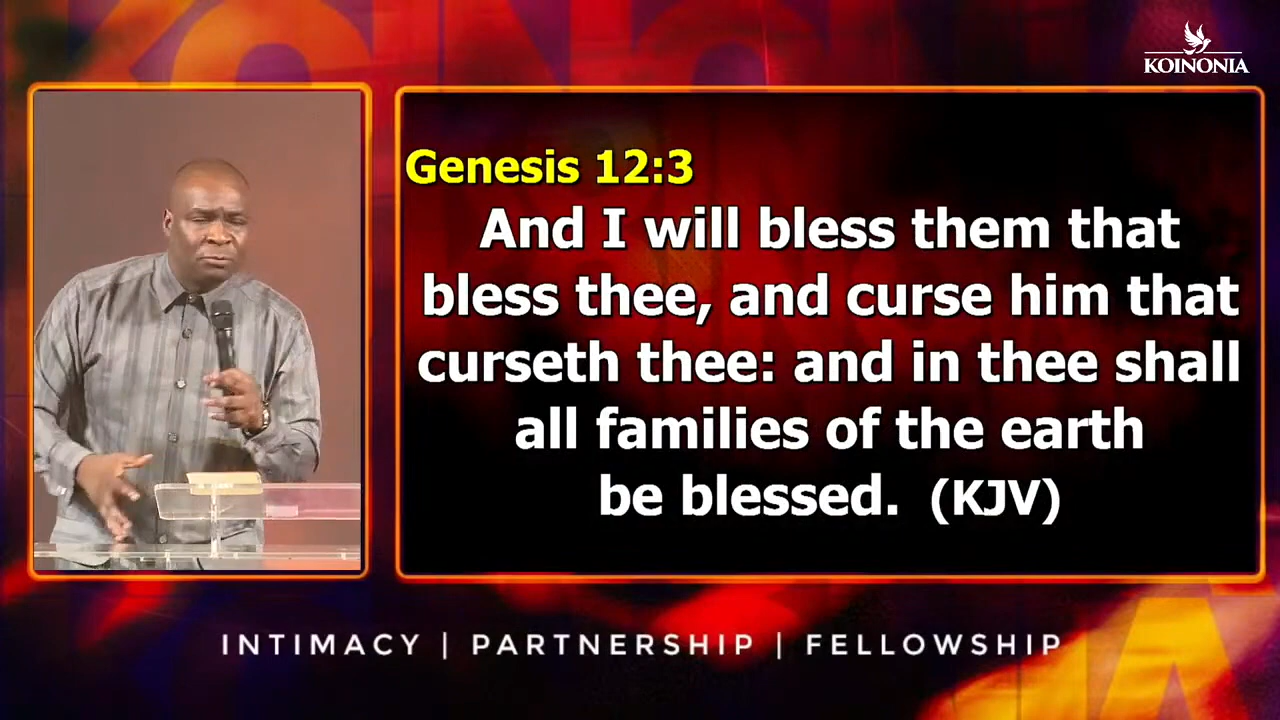 KOINONIA
Genesis 12:3
And I will bless them that
bless thee, and curse him that
curseth thee: and in thee shall
all families of the earth
be blessed. (KJV)
INTIMACY | PARTNERSHIP | FELLOWSHIP